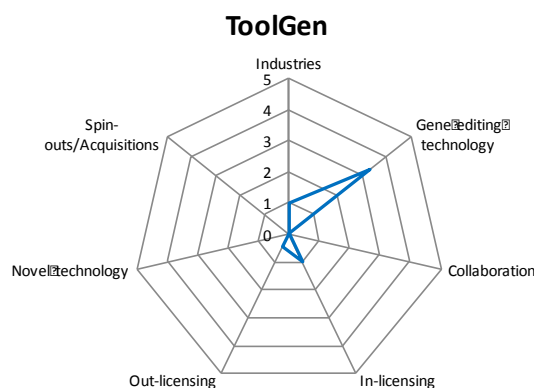 ToolGen
Industries
5
4
3
2
1
0
Gene editing
technology
Collaboration
In-licensing
Out-licensing
Novel technology
Spin-
outs/Acquisitions